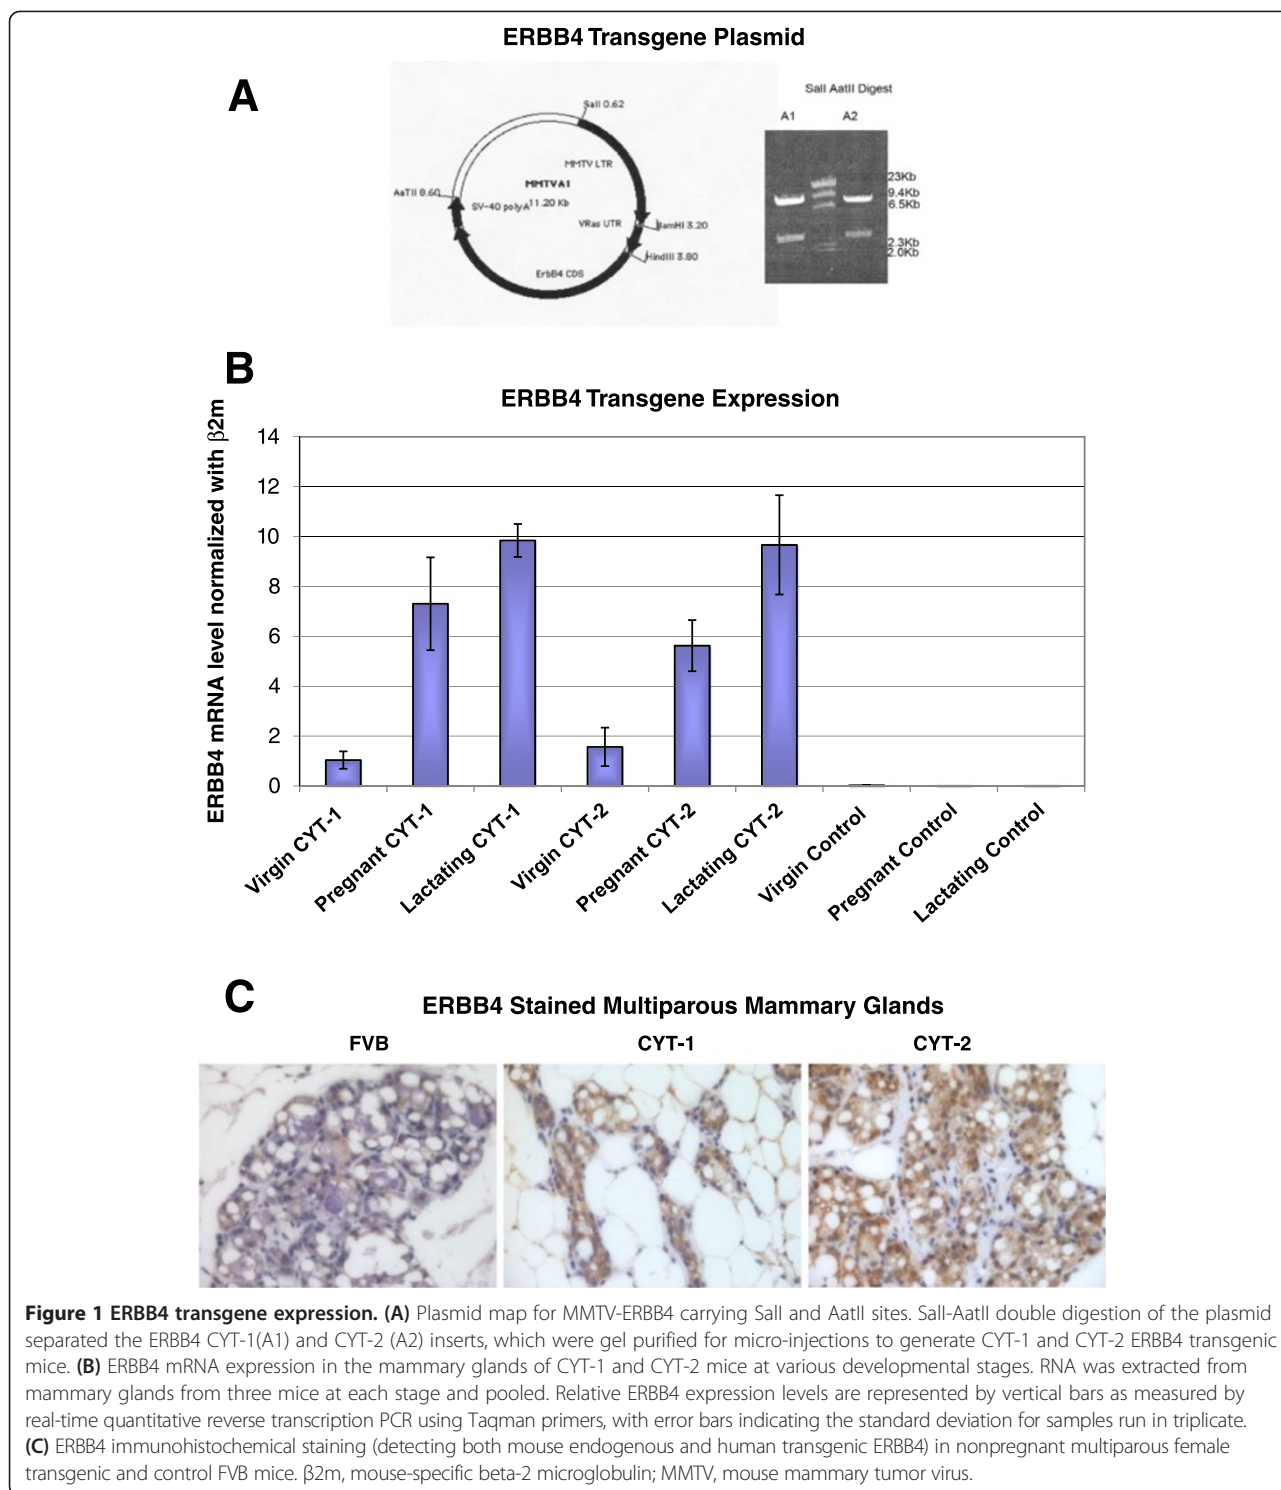 ERBB4 Transgene Plasmid
A
SalI 0.62
MMTV LTR
MMTVA1
11.20 Kb
AaTII 8.60
SV-40 polyA
VRas UTR
BamHI 3.20
HindIII 3.80
ErbB4 CDS
SalI AatII Digest
A1 A2
23Kb
9.4Kb
6.5Kb
2.3Kb
2.0Kb
B
ERBB4 Transgene Expression
ERBB4 mRNA level normalized with β2m
14
12
10
8
6
4
2
0
Virgin CYT-1
Pregnant CYT-1
Lactating CYT-1
Virgin CYT-2
Pregnant CYT-2
Lactating CYT-2
Virgin Control
Pregnant Control
Lactating Control
C
ERBB4 Stained Multiparous Mammary Glands
FVB CYT-1 CYT-2
Figure 1 ERBB4 transgene expression. (A) Plasmid map for MMTV-ERBB4 carrying SalI and AatII sites. SalI-AatII double digestion of the plasmid
separated the ERBB4 CYT-1(A1) and CYT-2 (A2) inserts, which were gel purified for micro-injections to generate CYT-1 and CYT-2 ERBB4 transgenic
mice. (B) ERBB4 mRNA expression in the mammary glands of CYT-1 and CYT-2 mice at various developmental stages. RNA was extracted from
mammary glands from three mice at each stage and pooled. Relative ERBB4 expression levels are represented by vertical bars as measured by
real-time quantitative reverse transcription PCR using Taqman primers, with error bars indicating the standard deviation for samples run in triplicate.
(C) ERBB4 immunohistochemical staining (detecting both mouse endogenous and human transgenic ERBB4) in nonpregnant multiparous female
transgenic and control FVB mice. β2m, mouse-specific beta-2 microglobulin; MMTV, mouse mammary tumor virus.